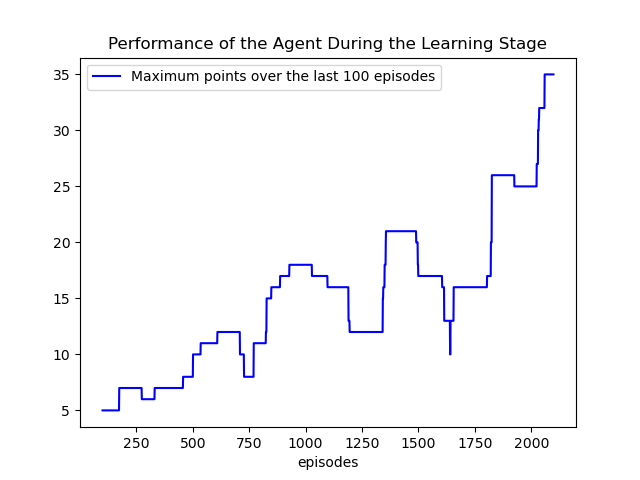 Performance of the Agent During the Learning Stage
Maximum points over the last 100 episodes
35
30
25
20
15
10
5
250 500 750 1000 1250 1500 1750 2000
episodes